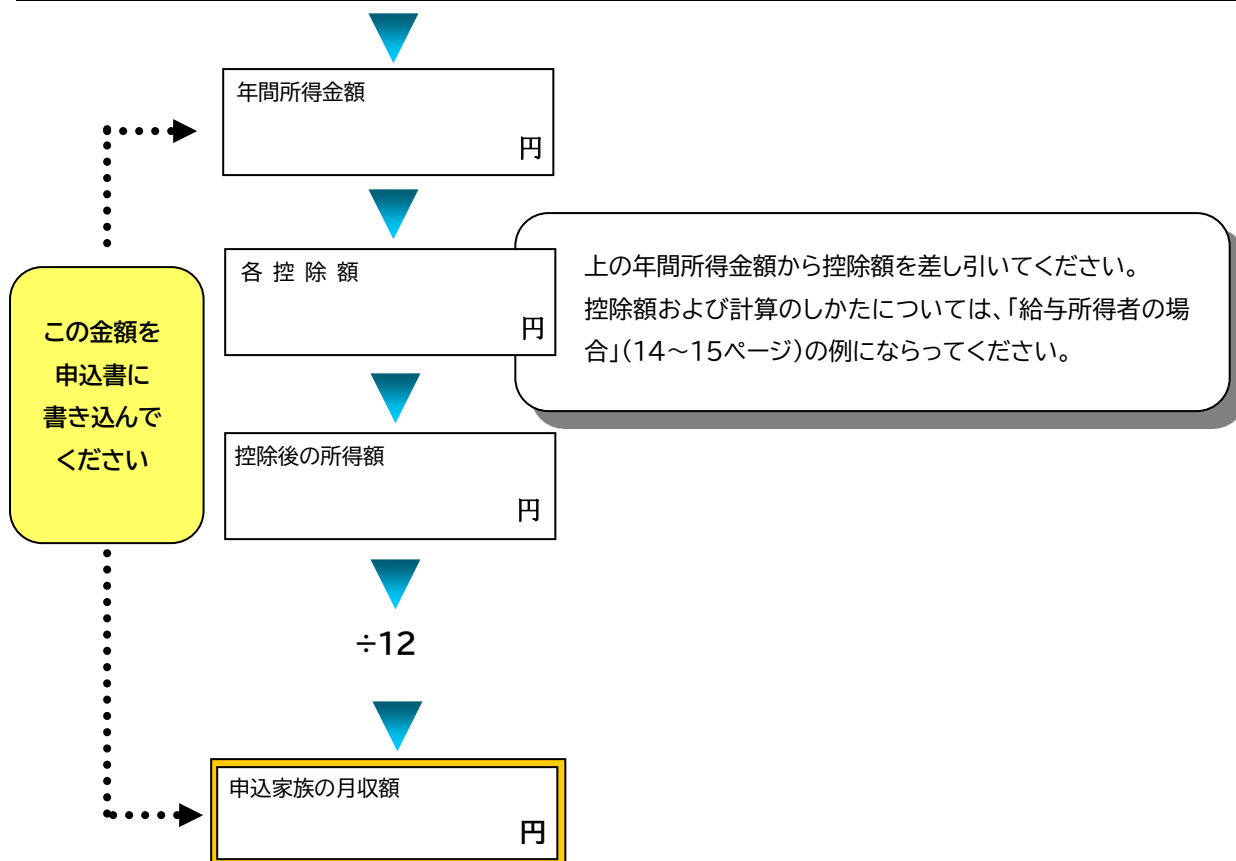 年間所得金額
円
各 控 除 額
円
上の年間所得金額から控除額を差し引いてください。
控除額および計算のしかたについては、「給与所得者の場
合」(14~15ページ)の例にならってください。
この金額を
申込書に
書き込んで
ください
控除後の所得額
円
÷12
申込家族の月収額
円